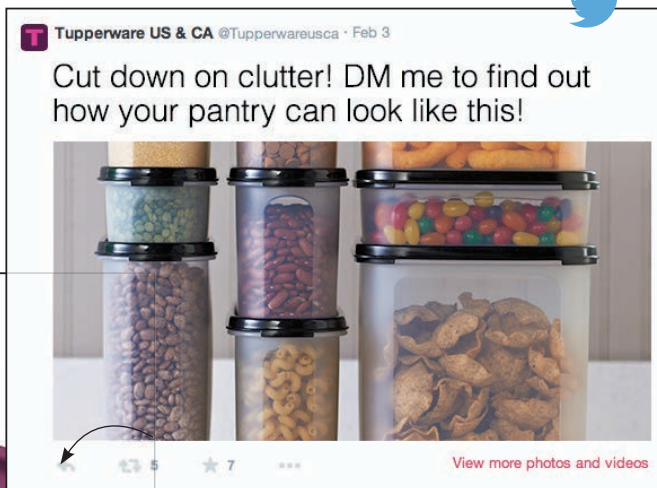 T
Tupperware US & CA @Tupperwareusca · Feb 3
Cut down on clutter! DM me to find out
how your pantry can look like this!
5 7 View more photos and videos